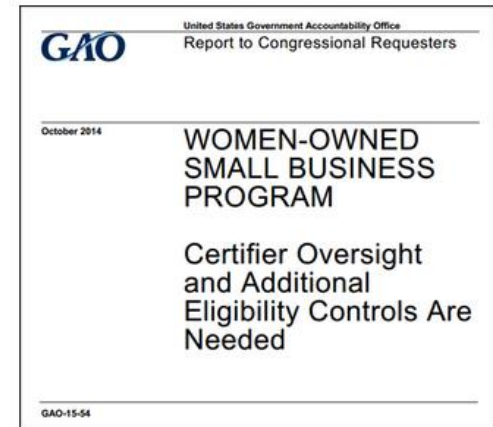 United States Government Accountability Office
GAO
Report to Congressional Requesters
October 2014
WOMEN-OWNED
SMALL BUSINESS
PROGRAM
Certifier Oversight
and Additional
Eligibility Controls Are
Needed
GAO-15-54